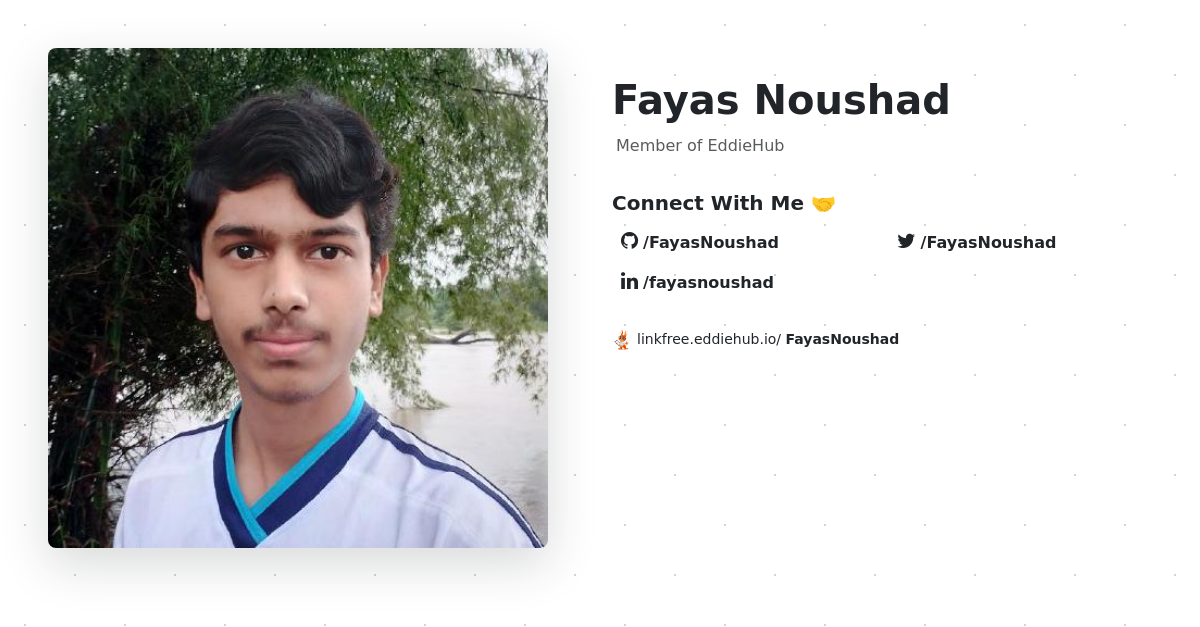 Fayas Noushad
Member of EddieHub
Connect With Me 🤝
/FayasNoushad
/FayasNoushad
/fayasnoushad
linkfree.eddiehub.io/ FayasNoushad